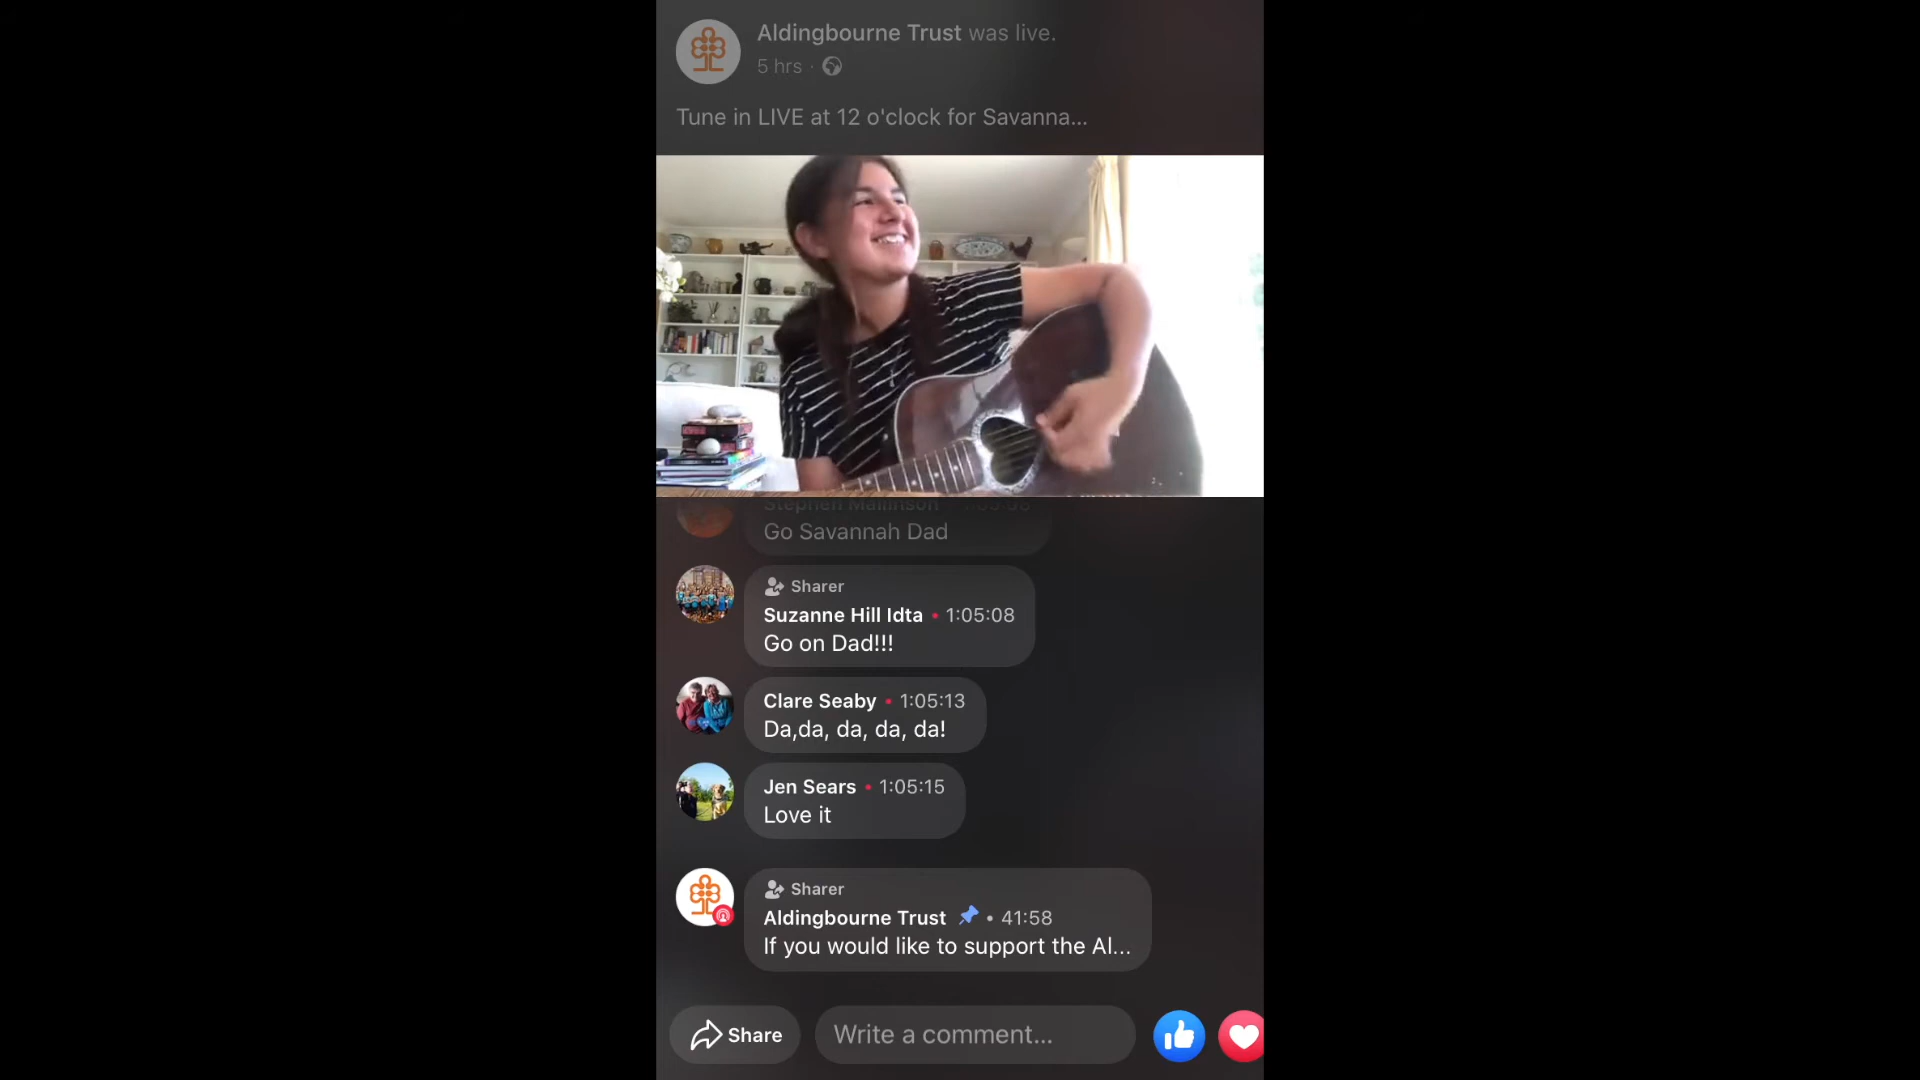 Aldingbourne Trust was live.
5 hrs ·
Tune in LIVE at 12 o'clock for Savanna...
Stephen Mallinson
Go Savannah Dad
Sharer
Suzanne Hill Idta • 1:05:08
Go on Dad!!!
Clare Seaby • 1:05:13
Da,da, da, da, da!
Jen Sears • 1:05:15
Love it
Sharer
Aldingbourne Trust • 41:58
If you would like to support the Al...
Share
Write a comment...